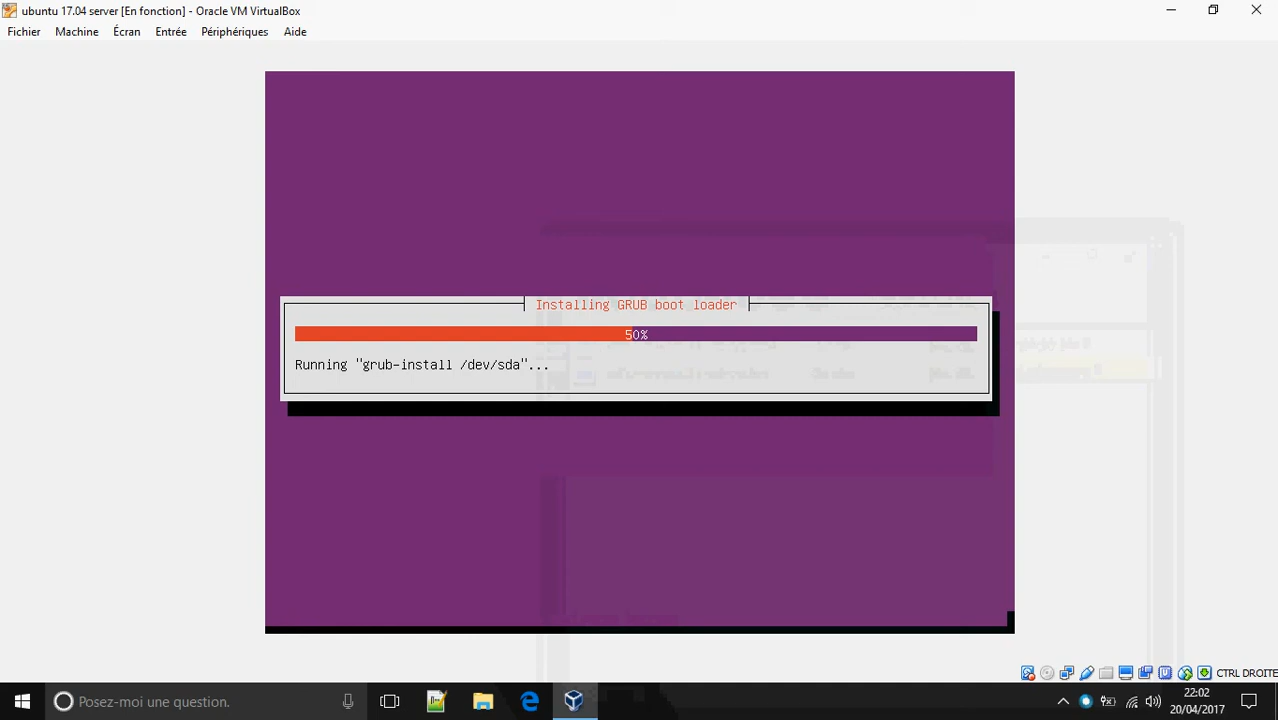 ubuntu 17.04 server [En fonction] - Oracle VM VirtualBox
Fichier Machine Écran Entrée Périphériques Aide
Installing GRUB boot loader
50%
Running "grub-install /dev/sda"...
CTRL DROITE
Posez-moi une question.
22:02
20/04/2017